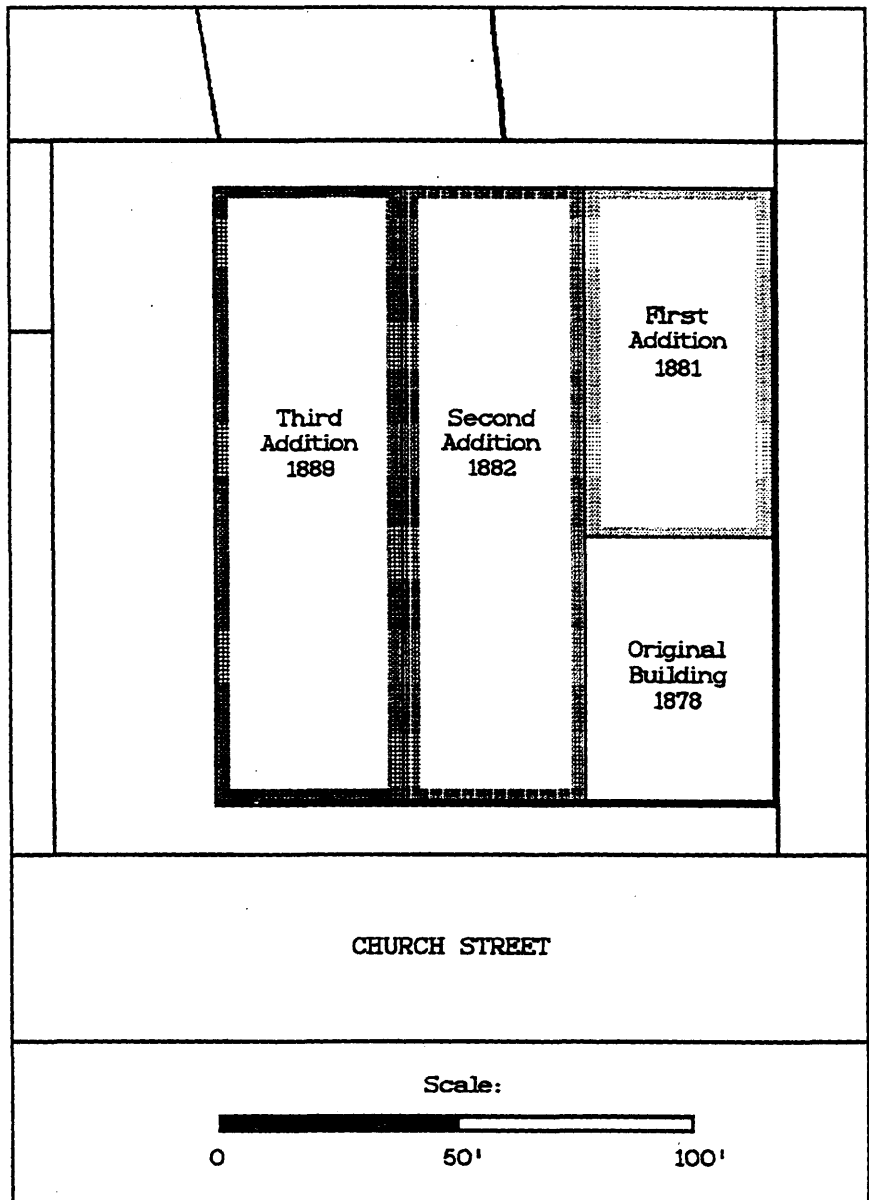 First
Addition
1881
Third
Addition
1889
Second
Addition
1882
Original
Building
1878
CHURCH STREET
Scale:
0 50' 100'